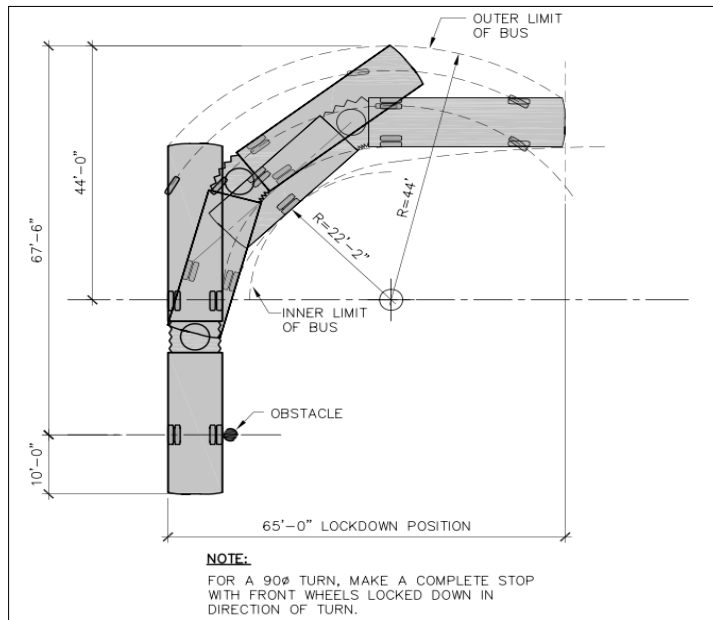 OUTER LIMIT
OF BUS
44'-0"
67'-6"
R=44'
R=22'-2"
INNER LIMIT
OF BUS
OBSTACLE
10'-0"
65'-0" LOCKDOWN POSITION
NOTE:
FOR A 90ø TURN, MAKE A COMPLETE STOP
WITH FRONT WHEELS LOCKED DOWN IN
DIRECTION OF TURN.